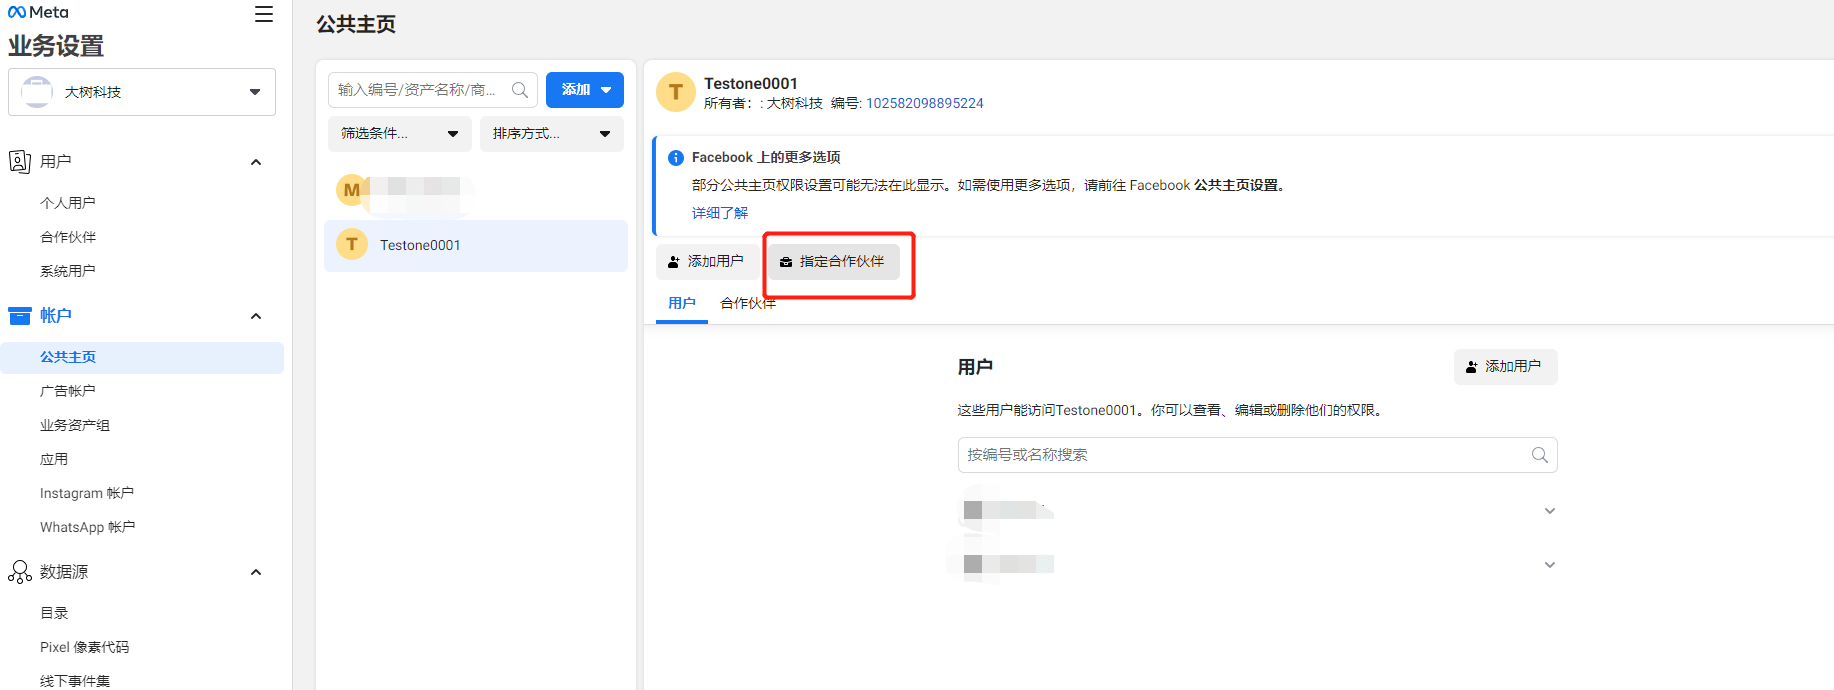 Meta
业务设置
大树科技
用户
个人用户
合作伙伴
系统用户
帐户
公共主页
广告帐户
业务资产组
应用
Instagram 帐户
WhatsApp 帐户
数据源
目录
Pixel 像素代码
线下事件集
公共主页
输入编号/资产名称/商...
添加
筛选条件...
排序方式...
M
T
Testone0001
T
Testone0001
所有者：: 大树科技 编号: 102582098895224
Facebook 上的更多选项
部分公共主页权限设置可能无法在此显示。如需使用更多选项，请前往 Facebook 公共主页设置。
详细了解
添加用户
指定合作伙伴
用户
合作伙伴
用户
添加用户
这些用户能访问Testone0001。你可以查看、编辑或删除他们的权限。
按编号或名称搜索